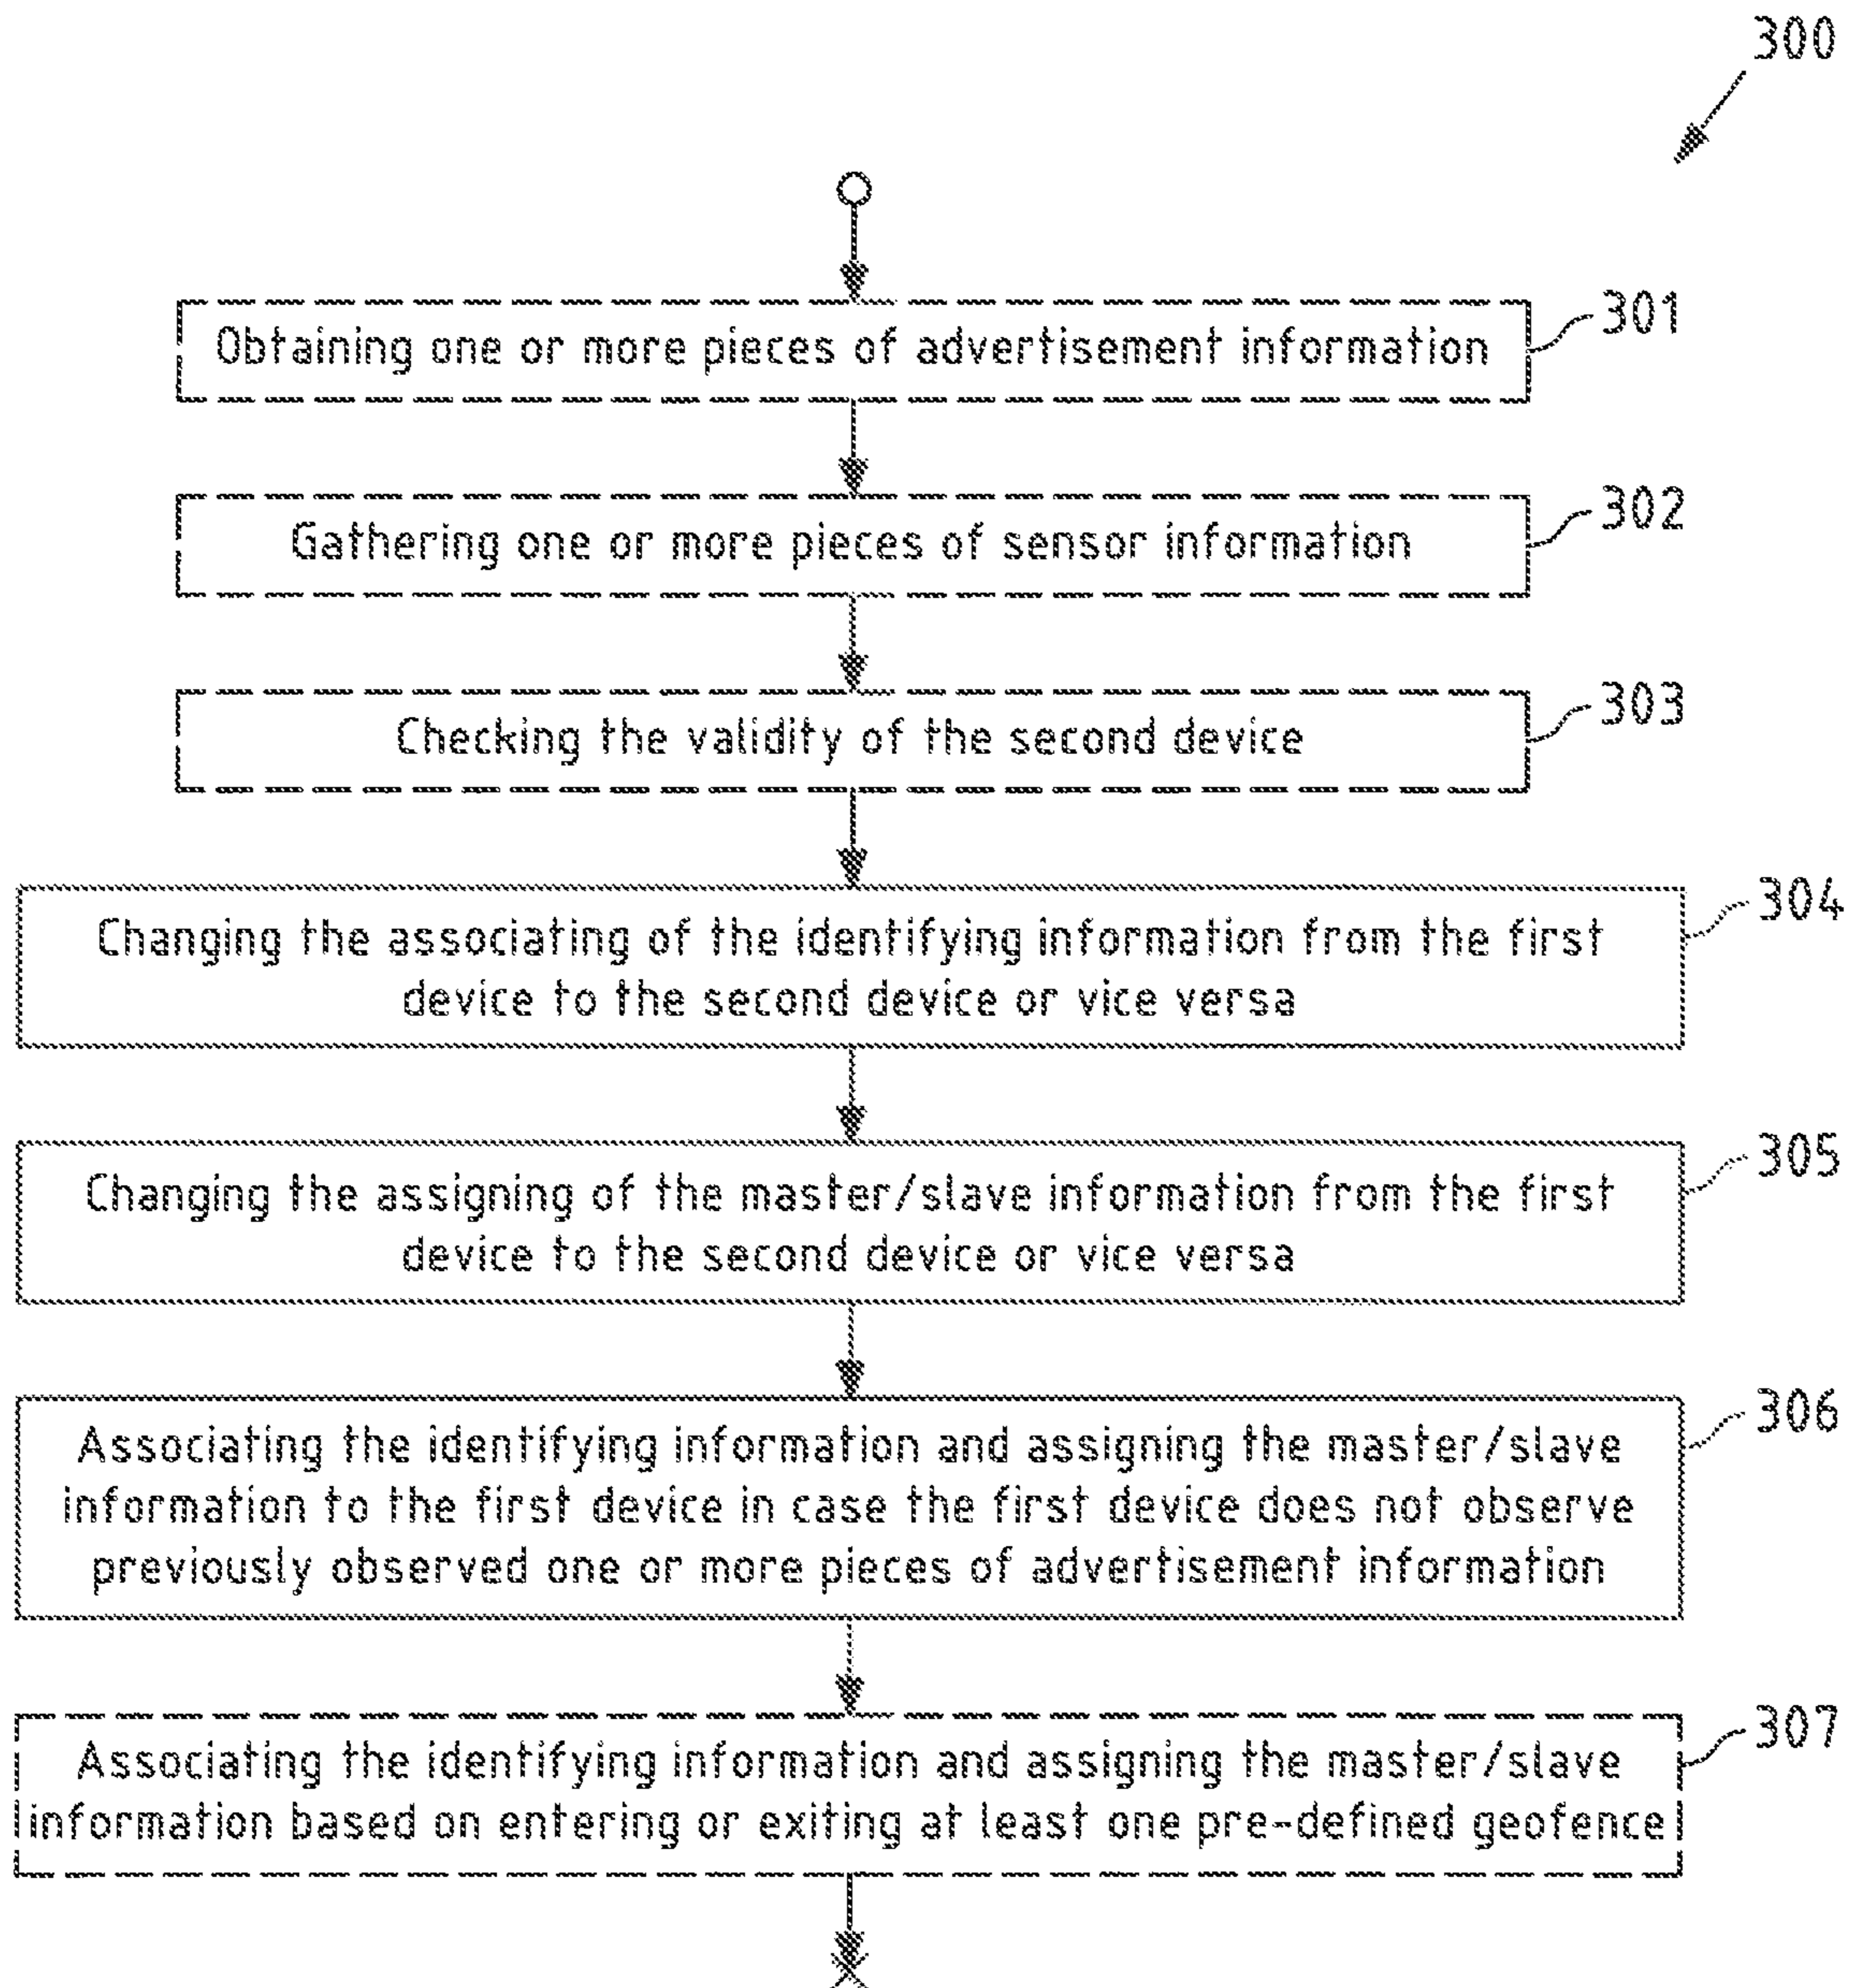 300
Obtaining one or more pieces of advertisement information
301
Gathering one or more pieces of sensor information
302
Checking the validity of the second device
303
Changing the associating of the identifying information from the first
device to the second device or vice versa
304
Changing the assigning of the master/slave information from the first
device to the second device or vice versa
305
Associating the identifying information and assigning the master/slave
information to the first device in case the first device does not observe
previously observed one or more pieces of advertisement information
306
Associating the identifying information and assigning the master/slave
information based on entering or exiting at least one pre-defined geofence
307